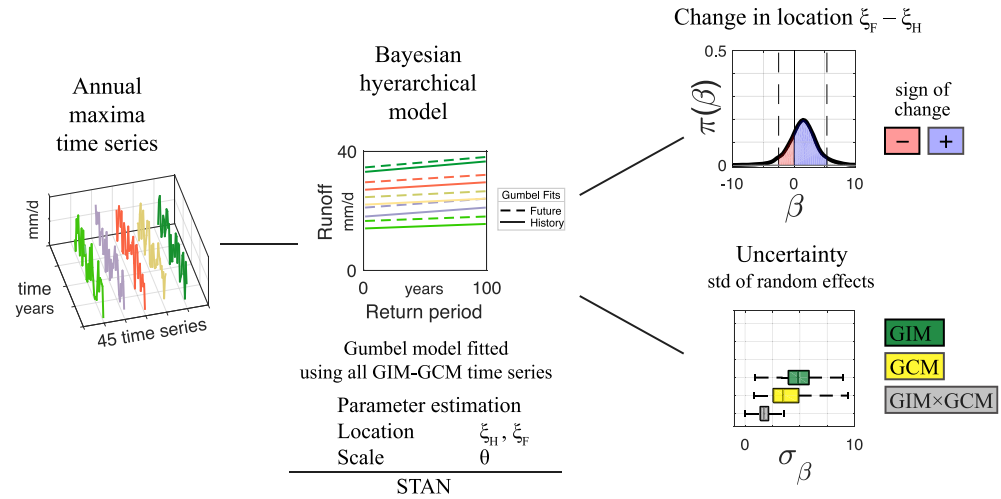 Annual
maxima
time series
mm/d
time
years
45 time series
Bayesian
hyerarchical
model
40
Runoff
mm/d
0
0
years
100
Return period
Gumbel Fits
Future
History
Gumbel model fitted
using all GIM-GCM time series
Parameter estimation
Location ξH , ξF
Scale θ
STAN
Change in location ξF – ξH
0.5
π(β)
0
-10
0
10
β
sign of
change
−
+
Uncertainty
std of random effects
GIM
GCM
GIM×GCM
0
10
σβ